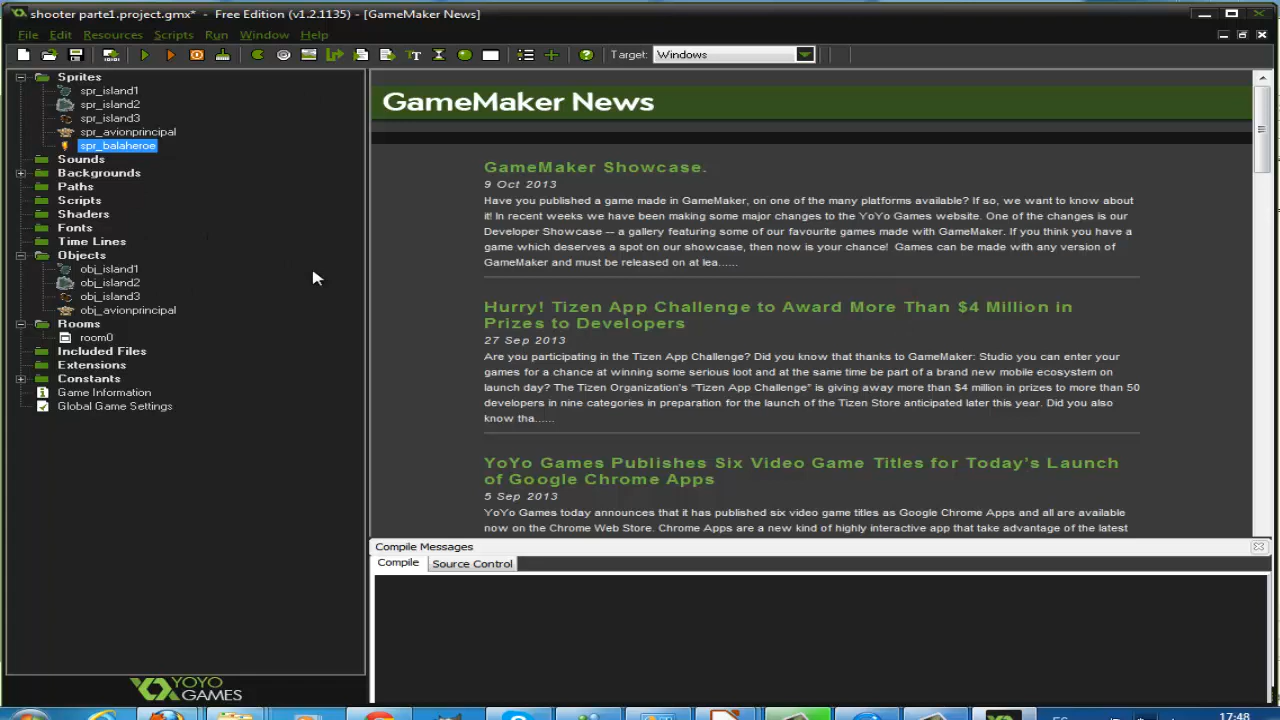 shooter parte1.project.gmx* - Free Edition (v1.2.1135) - [GameMaker News]
File Edit Resources Scripts Run Window Help
Target: Windows
Sprites
spr_island1
spr_island2
spr_island3
spr_avionprincipal
spr_balaheroe
Sounds
Backgrounds
Paths
Scripts
Shaders
Fonts
Time Lines
Objects
obj_island1
obj_island2
obj_island3
obj_avionprincipal
Rooms
room0
Included Files
Extensions
Constants
Game Information
Global Game Settings
YOYO
GAMES
GameMaker News
GameMaker Showcase.
9 Oct 2013
Have you published a game made in GameMaker, on one of the many platforms available? If so, we want to know about
it! In recent weeks we have been making some major changes to the YoYo Games website. One of the changes is our
Developer Showcase – a gallery featuring some of our favourite games made with GameMaker. If you think you have a
game which deserves a spot on our showcase, then now is your chance!  Games can be made with any version of
GameMaker and must be released on at lea......
Hurry! Tizen App Challenge to Award More Than $4 Million in
Prizes to Developers
27 Sep 2013
Are you participating in the Tizen App Challenge? Did you know that thanks to GameMaker: Studio you can enter your
games for a chance at winning some serious loot and at the same time be part of a brand new mobile ecosystem on
launch day? The Tizen Organization's “Tizen App Challenge” is giving away more than $4 million in prizes to more than 50
developers in nine categories in preparation for the launch of the Tizen Store anticipated later this year. Did you also
know tha......
YoYo Games Publishes Six Video Game Titles for Today's Launch
of Google Chrome Apps
5 Sep 2013
YoYo Games today announces that it has published six video game titles as Google Chrome Apps and all are available
now on the Chrome Web Store. Chrome Apps are a new kind of highly interactive app that take advantage of the latest
Compile Messages
Compile Source Control
ES
17:48